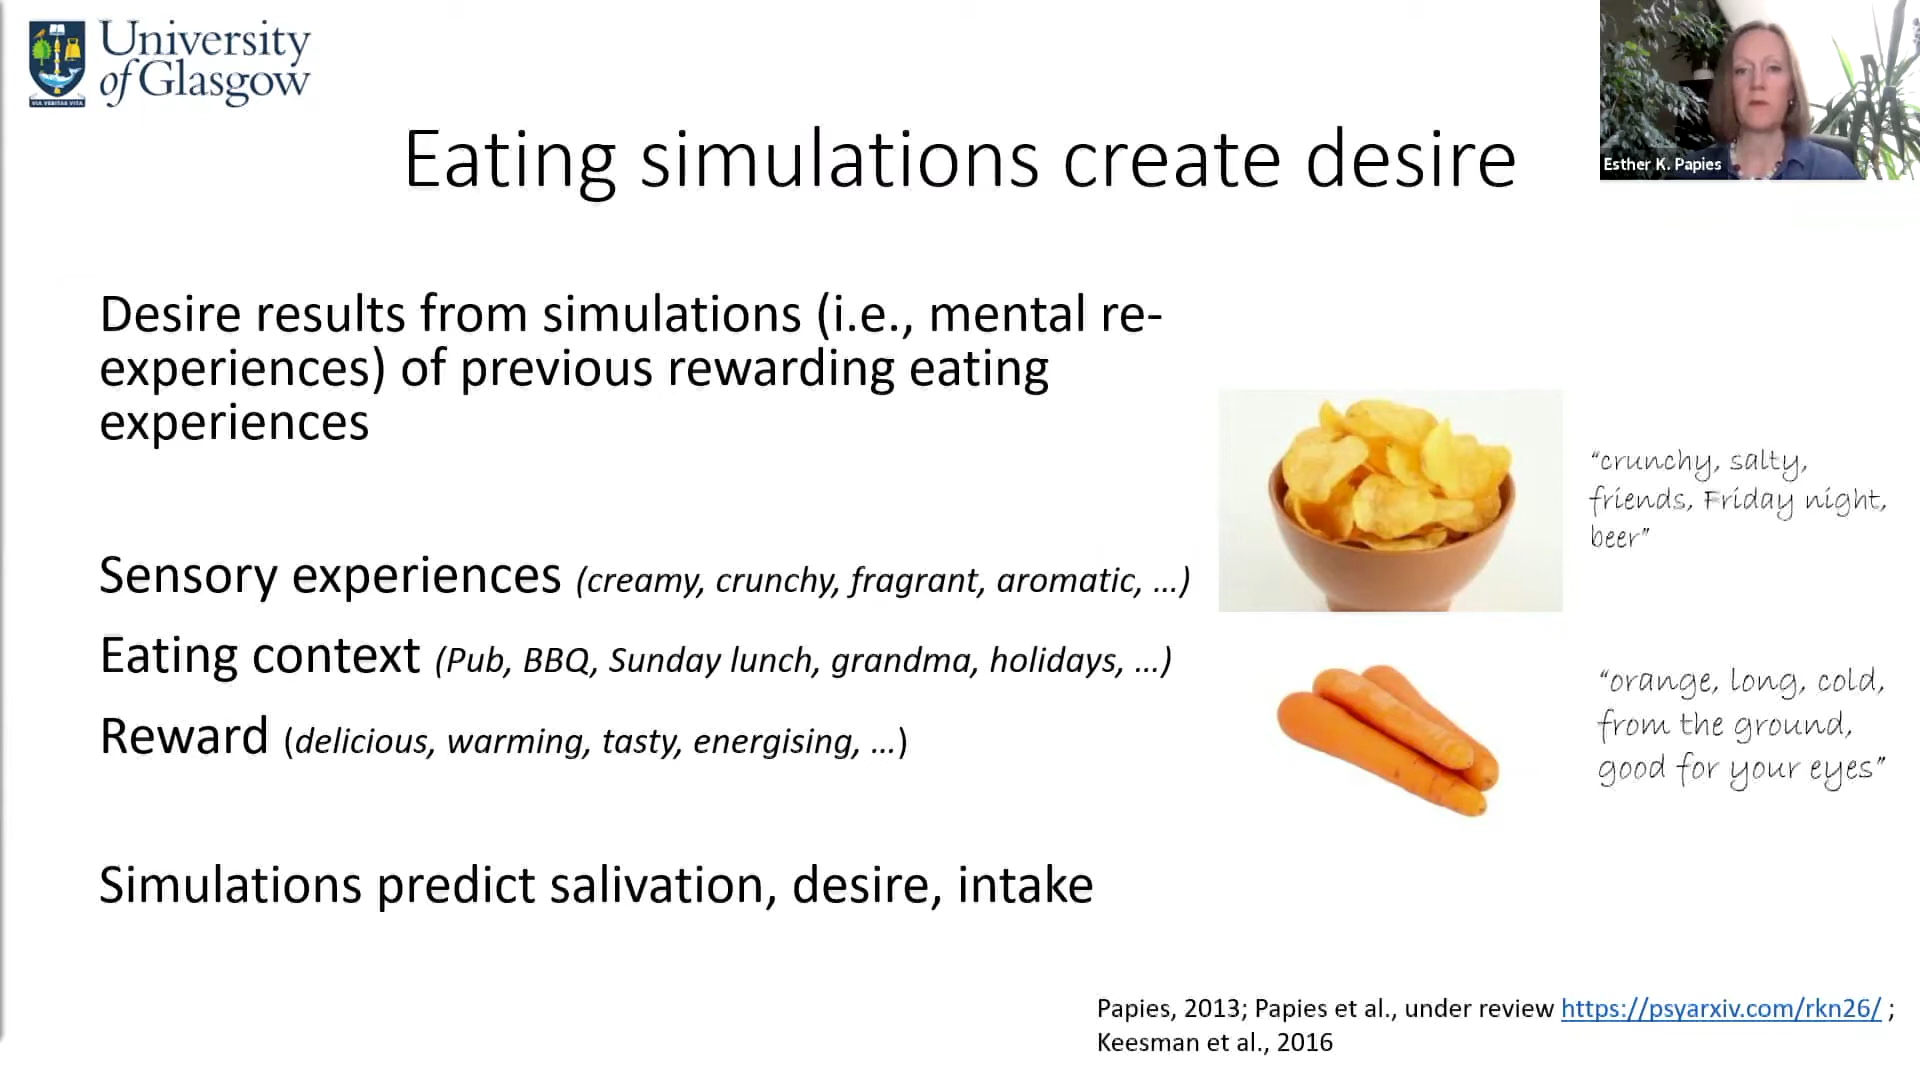 University
of Glasgow
VIA VERITAS VITA
Esther K. Papies
Eating simulations create desire
Desire results from simulations (i.e., mental re-
experiences) of previous rewarding eating
experiences
Sensory experiences (creamy, crunchy, fragrant, aromatic, ...)
Eating context (Pub, BBQ, Sunday lunch, grandma, holidays, ...)
Reward (delicious, warming, tasty, energising, ...)
Simulations predict salivation, desire, intake
“crunchy, salty,
friends, Friday night,
beer”
“orange, long, cold,
from the ground,
good for your eyes”
Papies, 2013; Papies et al., under review https://psyarxiv.com/rkn26/ ;
Keesman et al., 2016